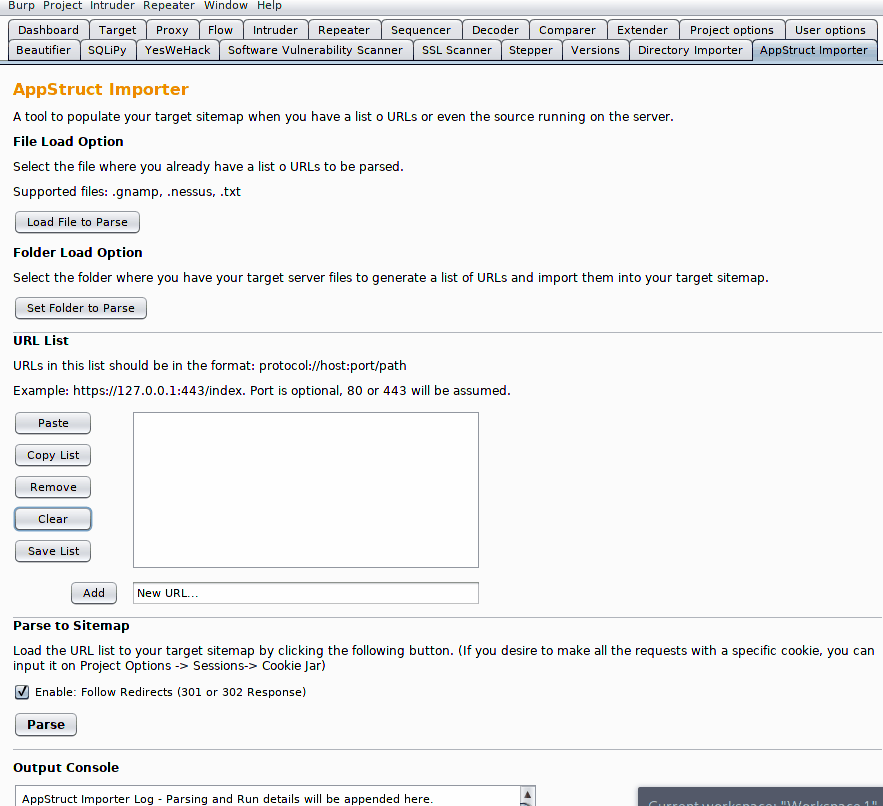 Burp Project Intruder Repeater Window Help
Dashboard Target Proxy Flow Intruder Repeater Sequencer Decoder Comparer Extender Project options User options
Beautifier SQLiPy YesWeHack Software Vulnerability Scanner SSL Scanner Stepper Versions Directory Importer AppStruct Importer
AppStruct Importer
A tool to populate your target sitemap when you have a list o URLs or even the source running on the server.
File Load Option
Select the file where you already have a list o URLs to be parsed.
Supported files: .gnamp, .nessus, .txt
Load File to Parse
Folder Load Option
Select the folder where you have your target server files to generate a list of URLs and import them into your target sitemap.
Set Folder to Parse
URL List
URLs in this list should be in the format: protocol://host:port/path
Example: https://127.0.0.1:443/index. Port is optional, 80 or 443 will be assumed.
Paste
Copy List
Remove
Clear
Save List
Add New URL...
Parse to Sitemap
Load the URL list to your target sitemap by clicking the following button. (If you desire to make all the requests with a specific cookie, you can
input it on Project Options -> Sessions-> Cookie Jar)
Enable: Follow Redirects (301 or 302 Response)
Parse
Output Console
AppStruct Importer Log - Parsing and Run details will be appended here.
Current workspace: "Workspace 1"